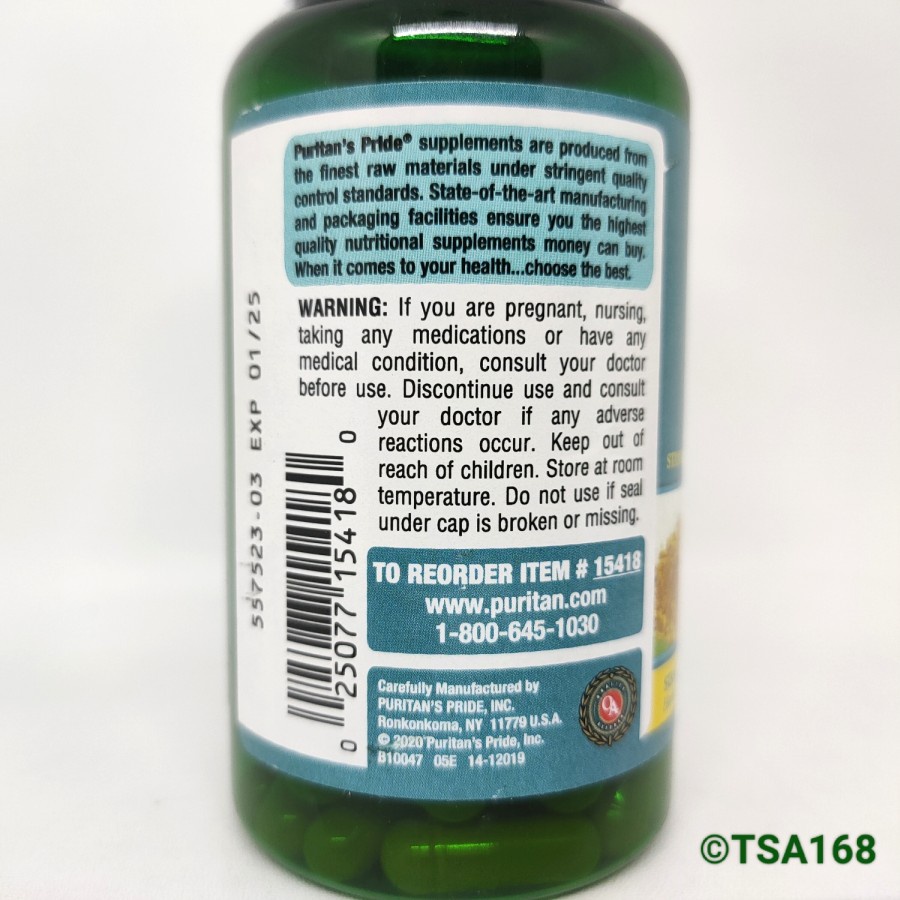 Puritan's Pride® supplements are produced from
the finest raw materials under stringent quality
control standards. State-of-the-art manufacturing
and packaging facilities ensure you the highest
quality nutritional supplements money can buy.
When it comes to your health...choose the best.
WARNING: If you are pregnant, nursing,
taking any medications or have any
medical condition, consult your doctor
before use. Discontinue use and consult
your doctor if any adverse
reactions occur. Keep out of
reach of children. Store at room
temperature. Do not use if seal
under cap is broken or missing.
557523-03 EXP 01/25
0 25077 15418 0
TO REORDER ITEM # 15418
www.puritan.com
1-800-645-1030
Carefully Manufactured by
PURITAN'S PRIDE, INC.
Ronkonkoma, NY 11779 U.S.A.
© 2020 Puritan's Pride, Inc.
B10047 05E 14-12019
QA
©TSA168